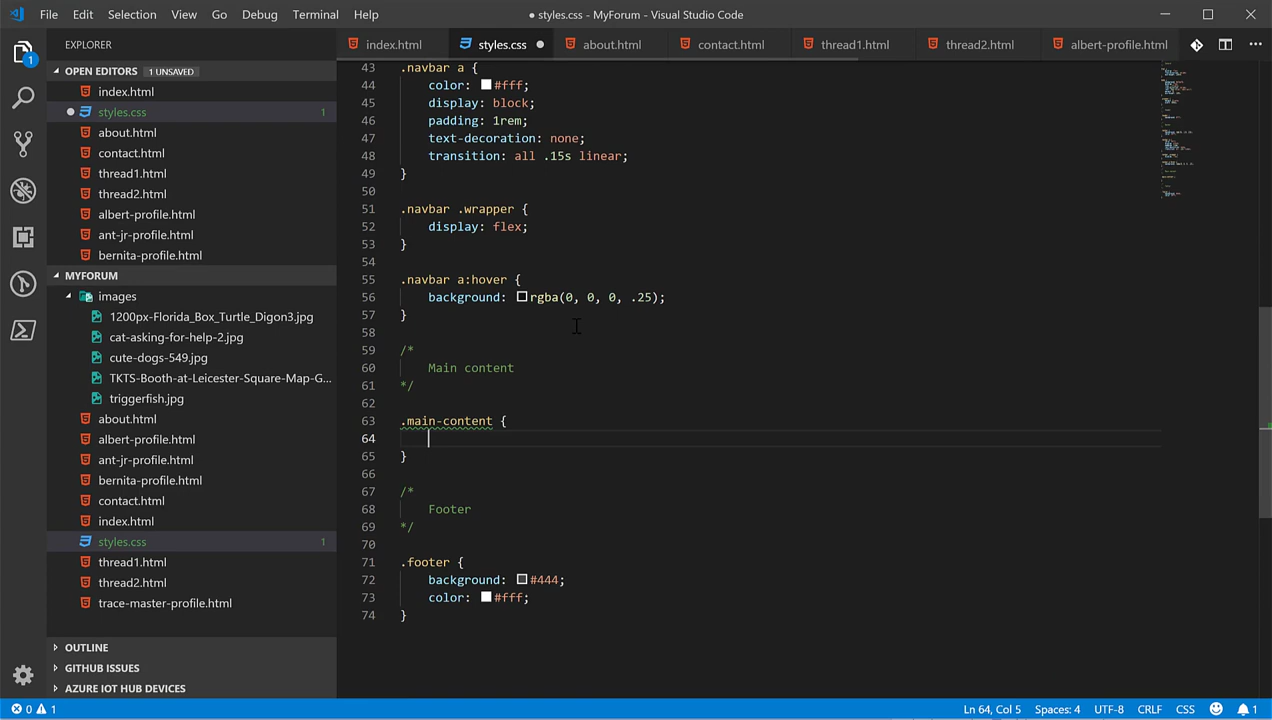 File Edit Selection View Go Debug Terminal Help
● styles.css - MyForum - Visual Studio Code
EXPLORER
index.html styles.css about.html contact.html thread1.html thread2.html albert-profile.html
OPEN EDITORS 1 UNSAVED
index.html
styles.css 1
about.html
contact.html
thread1.html
thread2.html
albert-profile.html
ant-jr-profile.html
bernita-profile.html
MYFORUM
images
1200px-Florida_Box_Turtle_Digon3.jpg
cat-asking-for-help-2.jpg
cute-dogs-549.jpg
TKTS-Booth-at-Leicester-Square-Map-G...
triggerfish.jpg
about.html
albert-profile.html
ant-jr-profile.html
bernita-profile.html
contact.html
index.html
styles.css 1
thread1.html
thread2.html
trace-master-profile.html
OUTLINE
GITHUB ISSUES
AZURE IOT HUB DEVICES
43 .navbar a {
44 color: #fff;
45 display: block;
46 padding: 1rem;
47 text-decoration: none;
48 transition: all .15s linear;
49 }
50
51 .navbar .wrapper {
52 display: flex;
53 }
54
55 .navbar a:hover {
56 background: rgba(0, 0, 0, .25);
57 }
58
59 /*
60 Main content
61 */
62
63 .main-content {
64
65 }
66
67 /*
68 Footer
69 */
70
71 .footer {
72 background: #444;
73 color: #fff;
74 }
0 1 Ln 64, Col 5 Spaces: 4 UTF-8 CRLF CSS 1